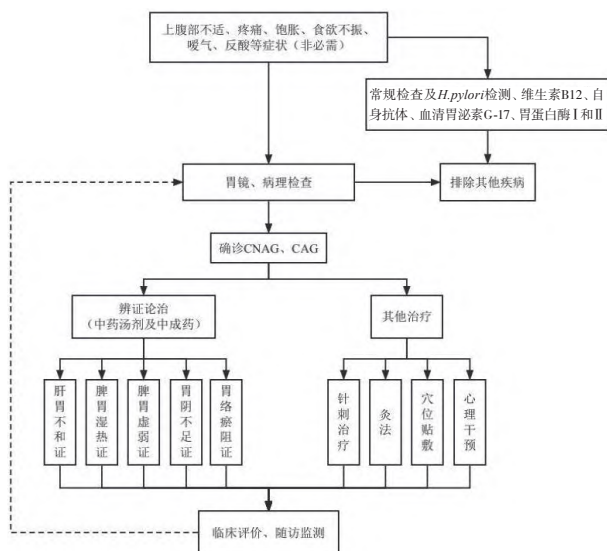 上腹部不适、疼痛、饱胀、食欲不振、
嗳气、反酸等症状（非必需）
常规检查及H.pylori检测、维生素B12、自
身抗体、血清胃泌素G-17、胃蛋白酶Ⅰ和Ⅱ
胃镜、病理检查
排除其他疾病
确诊CNAG、CAG
辨证论治
（中药汤剂及中成药）
其他治疗
肝胃不和证
脾胃湿热证
脾胃虚弱证
胃阴不足证
胃络瘀阻证
针刺治疗
灸法
穴位贴敷
心理干预
临床评价、随访监测